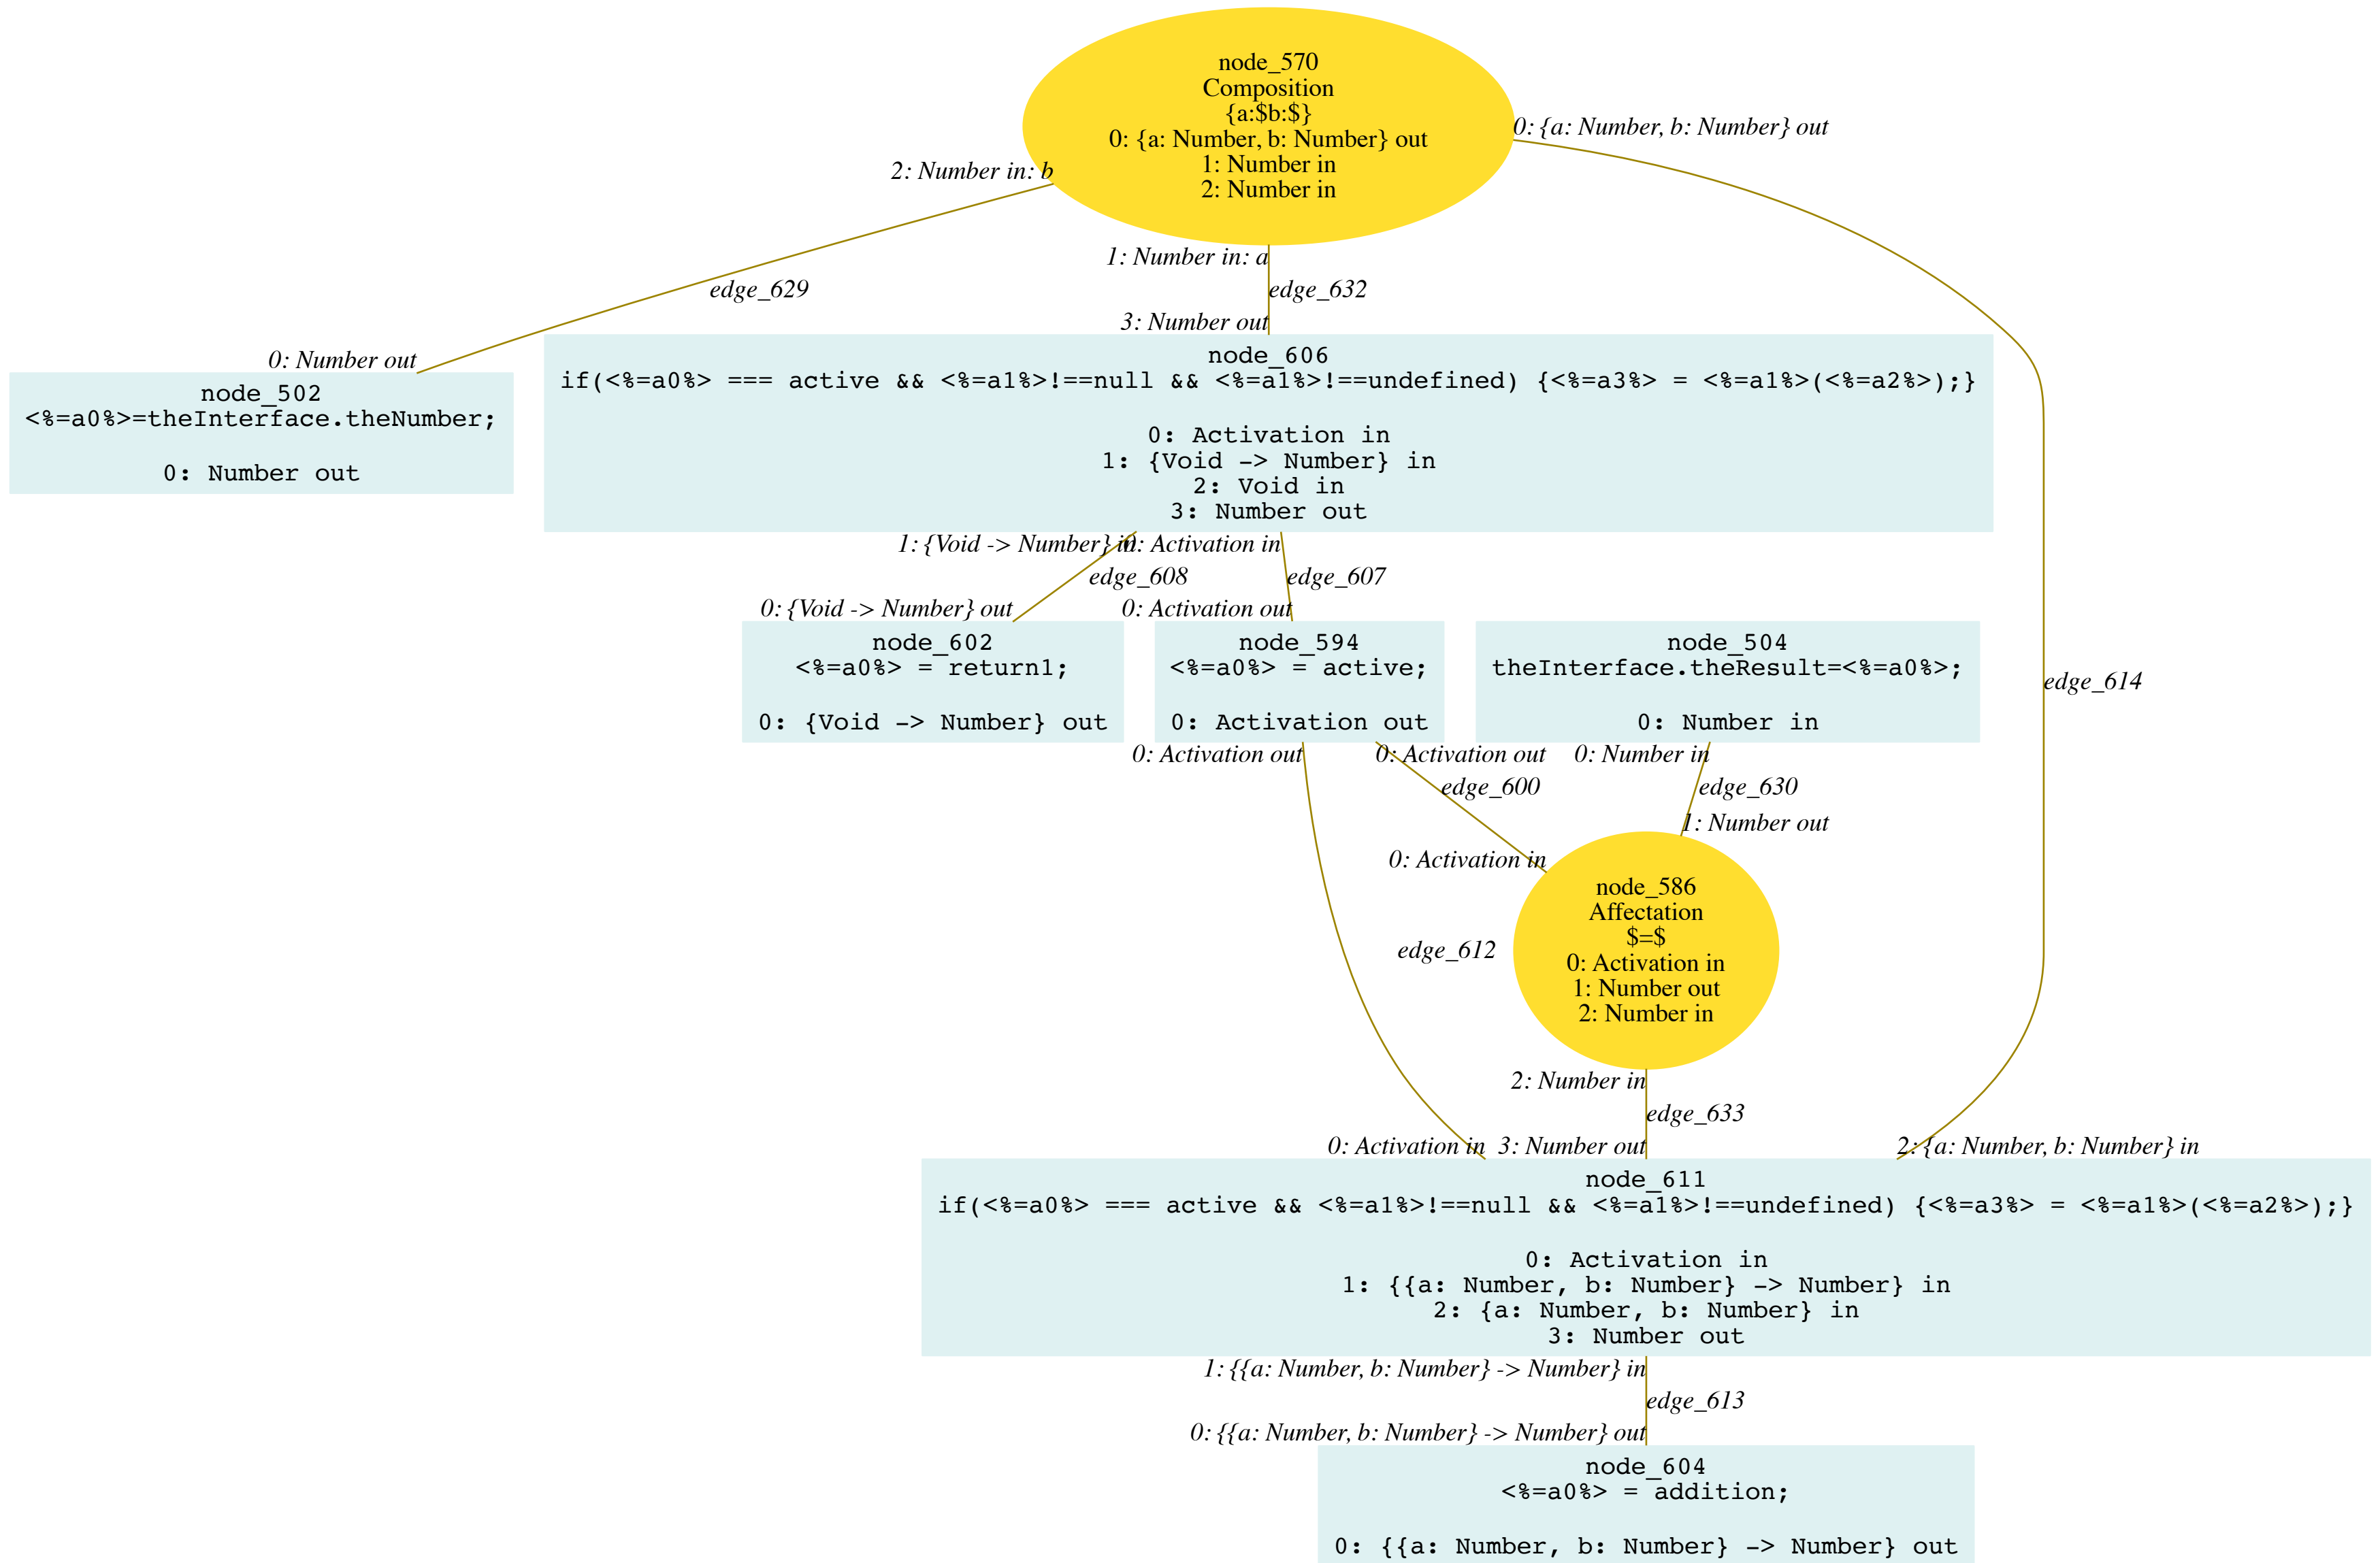 node_570
Composition
{a:$b:$}
0: {a: Number, b: Number} out
1: Number in
2: Number in
0: {a: Number, b: Number} out
2: Number in: b
1: Number in: a
edge_629
edge_632
3: Number out
0: Number out
node_502
<%=a0%>=theInterface.theNumber;
0: Number out
node_606
if(<%=a0%> === active && <%=a1%>!==null && <%=a1%>!==undefined) {<%=a3%> = <%=a1%>(<%=a2%>);}
0: Activation in
1: {Void -> Number} in
2: Void in
3: Number out
1: {Void -> Number} in
0: Activation in
edge_608
edge_607
0: {Void -> Number} out
0: Activation out
node_602
<%=a0%> = return1;
0: {Void -> Number} out
node_594
<%=a0%> = active;
0: Activation out
node_504
theInterface.theResult=<%=a0%>;
0: Number in
edge_614
0: Activation out
0: Activation out
0: Number in
edge_600
edge_630
1: Number out
0: Activation in
node_586
Affectation
$=$
0: Activation in
1: Number out
2: Number in
edge_612
2: Number in
edge_633
0: Activation in
3: Number out
2: {a: Number, b: Number} in
node_611
if(<%=a0%> === active && <%=a1%>!==null && <%=a1%>!==undefined) {<%=a3%> = <%=a1%>(<%=a2%>);}
0: Activation in
1: {{a: Number, b: Number} -> Number} in
2: {a: Number, b: Number} in
3: Number out
1: {{a: Number, b: Number} -> Number} in
edge_613
0: {{a: Number, b: Number} -> Number} out
node_604
<%=a0%> = addition;
0: {{a: Number, b: Number} -> Number} out